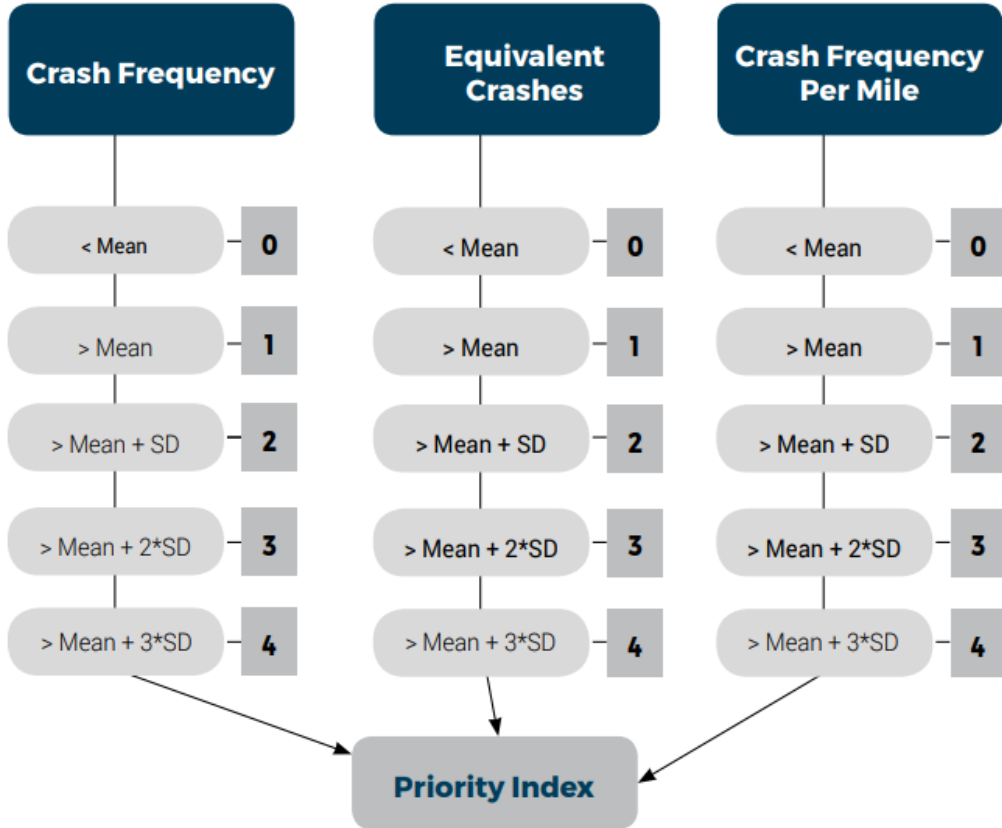 Crash Frequency
Equivalent
Crashes
Crash Frequency
Per Mile
< Mean
0
< Mean
0
< Mean
0
> Mean
1
> Mean
1
> Mean
1
> Mean + SD
2
> Mean + SD
2
> Mean + SD
2
> Mean + 2*SD
3
> Mean + 2*SD
3
> Mean + 2*SD
3
> Mean + 3*SD
4
> Mean + 3*SD
4
> Mean + 3*SD
4
Priority Index